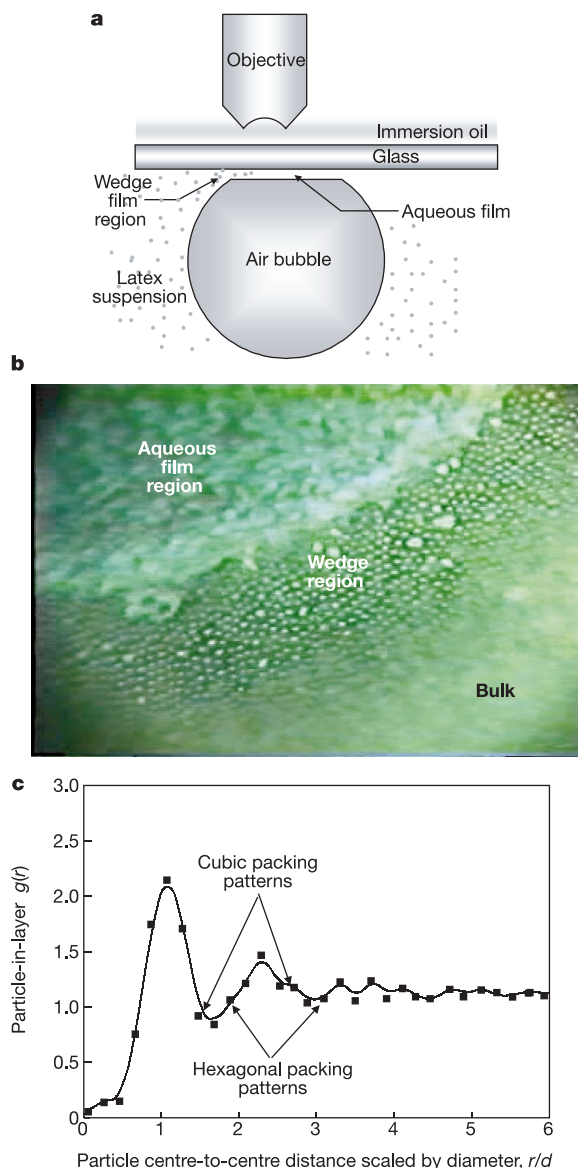 a
Objective
Immersion oil
Glass
Wedge
film
region
Aqueous film
Air bubble
Latex
suspension
b
Aqueous
film
region
Wedge
region
Bulk
c
3.0
2.5
2.0
1.5
1.0
0.5
0
Particle-in-layer g(r)
Cubic packing
patterns
Hexagonal packing
patterns
0 1 2 3 4 5 6
Particle centre-to-centre distance scaled by diameter, r/d